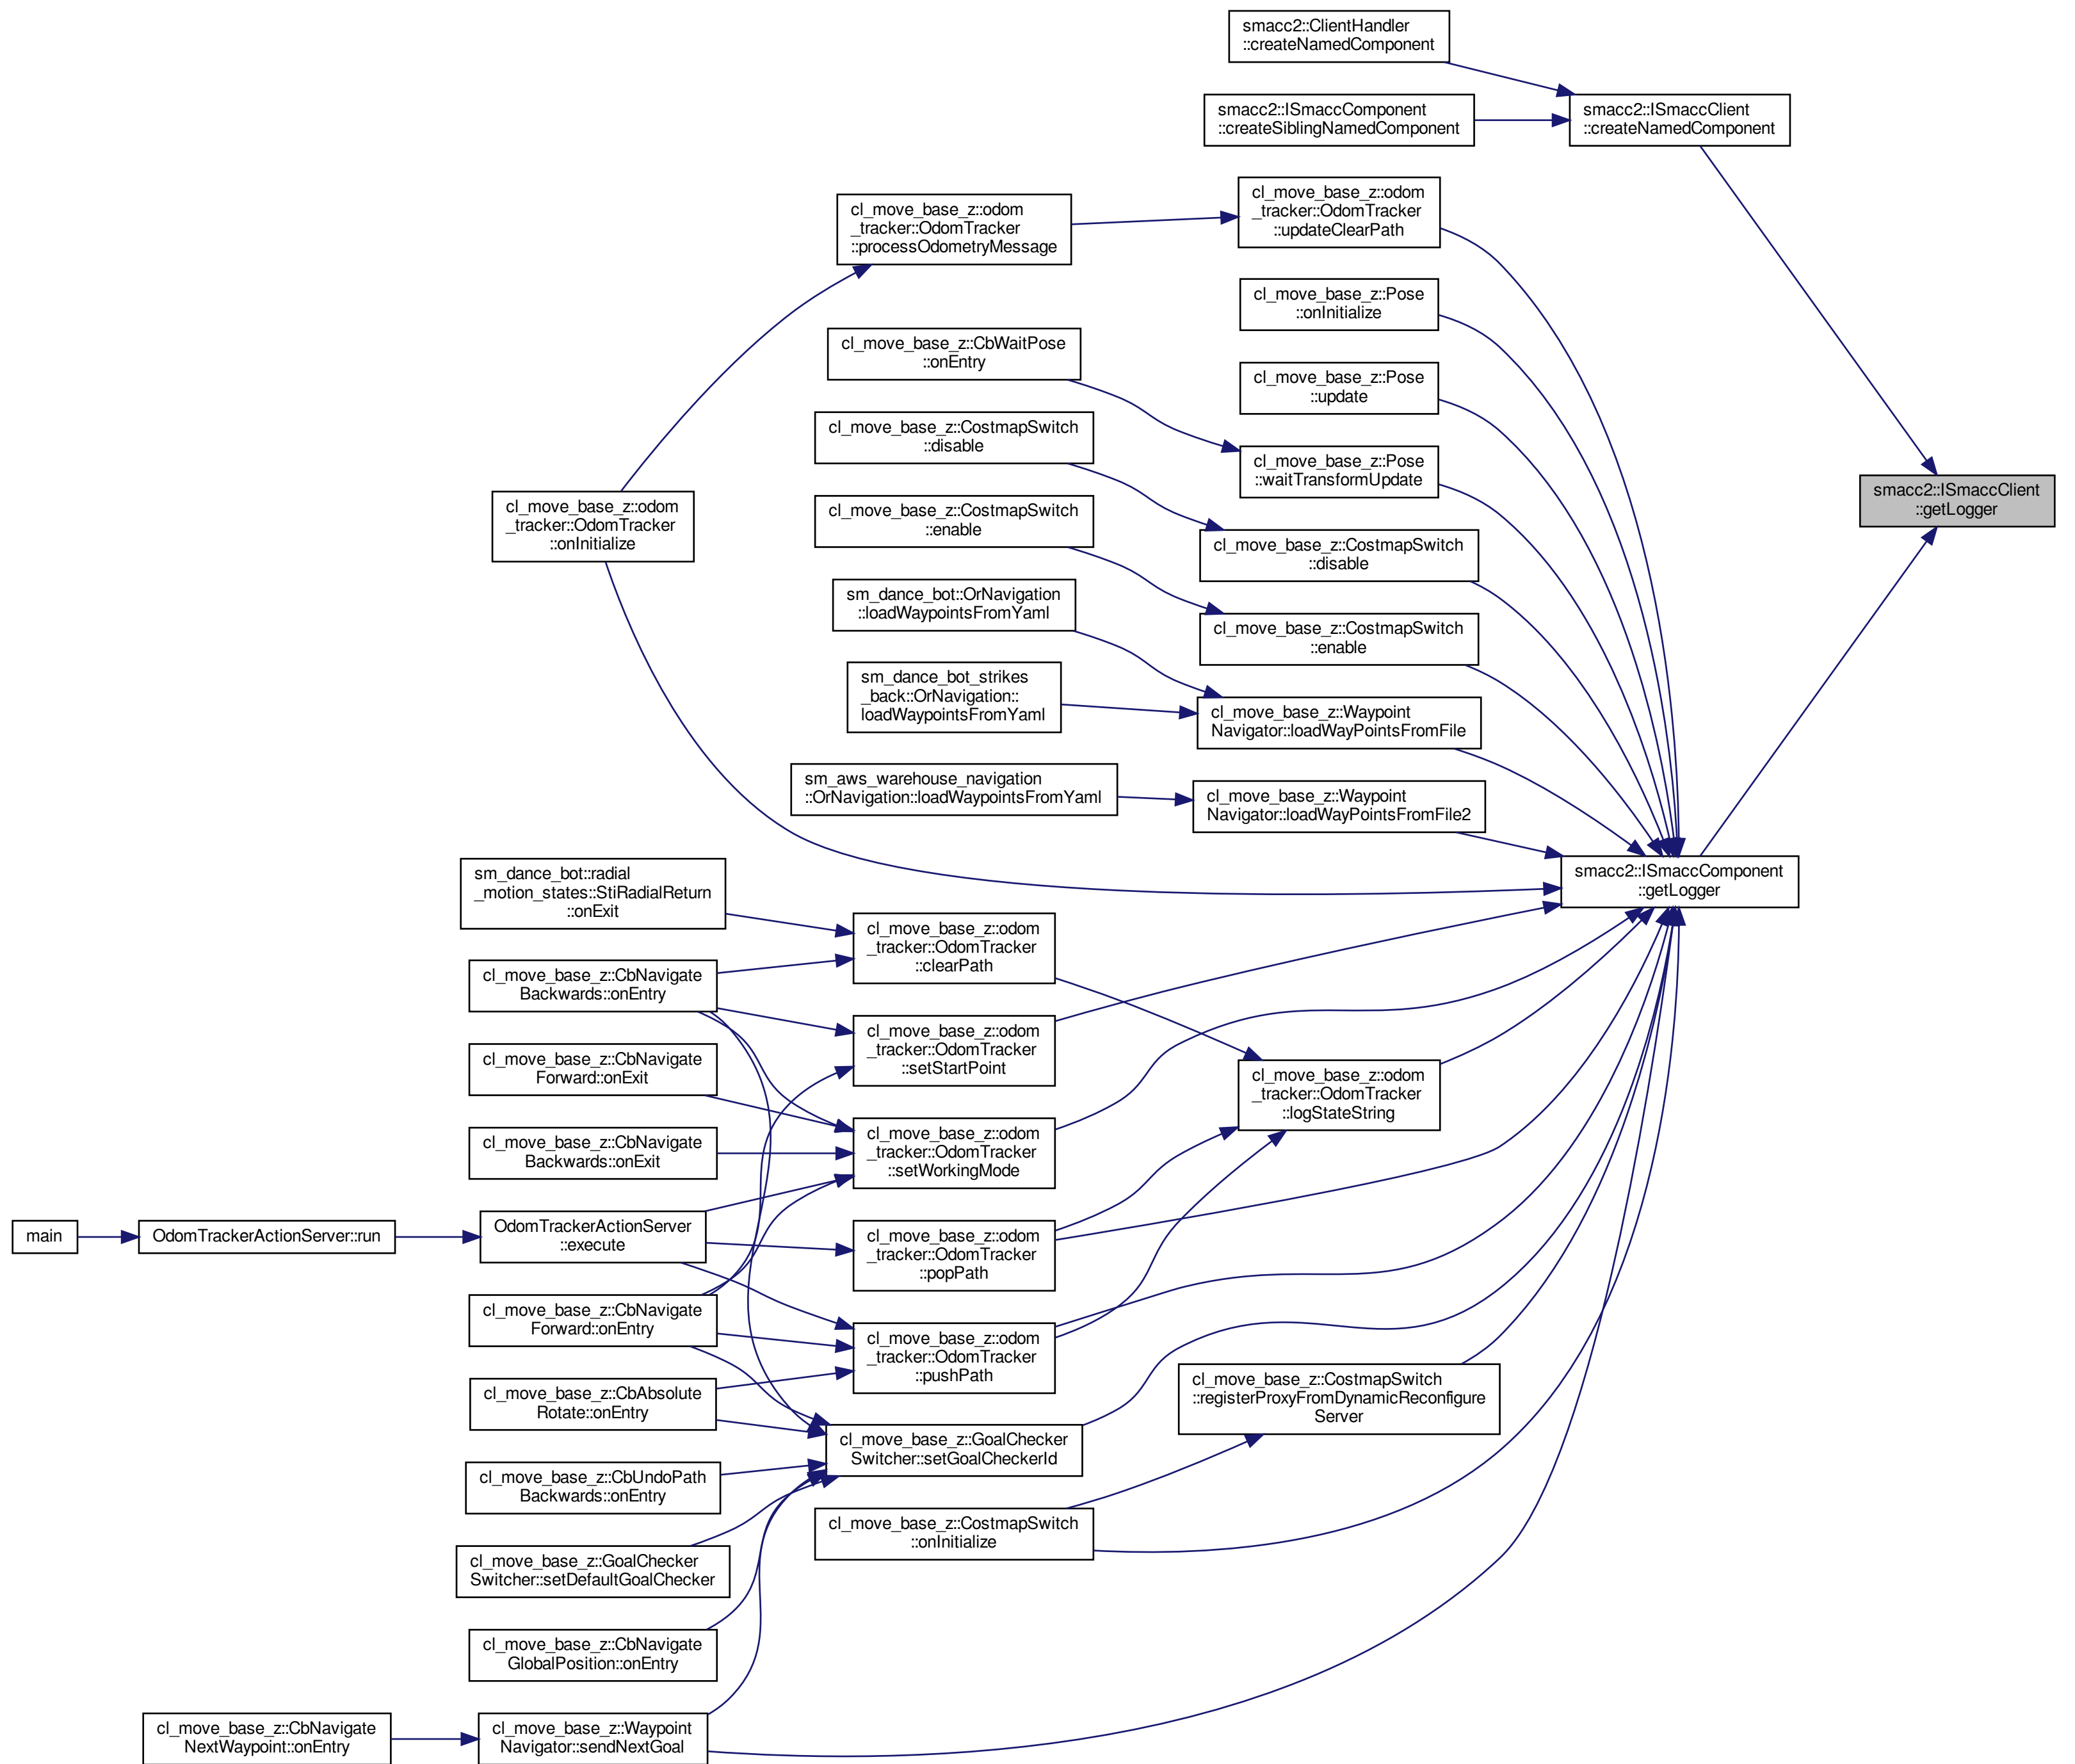 smacc2::ClientHandler
::createNamedComponent
smacc2::ISmaccComponent
::createSiblingNamedComponent
smacc2::ISmaccClient
::createNamedComponent
cl_move_base_z::odom
_tracker::OdomTracker
::processOdometryMessage
cl_move_base_z::odom
_tracker::OdomTracker
::updateClearPath
cl_move_base_z::Pose
::onInitialize
cl_move_base_z::CbWaitPose
::onEntry
cl_move_base_z::Pose
::update
cl_move_base_z::CostmapSwitch
::disable
cl_move_base_z::Pose
::waitTransformUpdate
smacc2::ISmaccClient
::getLogger
cl_move_base_z::odom
_tracker::OdomTracker
::onInitialize
cl_move_base_z::CostmapSwitch
::enable
cl_move_base_z::CostmapSwitch
::disable
sm_dance_bot::OrNavigation
::loadWaypointsFromYaml
cl_move_base_z::CostmapSwitch
::enable
sm_dance_bot_strikes
_back::OrNavigation::
loadWaypointsFromYaml
cl_move_base_z::Waypoint
Navigator::loadWayPointsFromFile
sm_aws_warehouse_navigation
::OrNavigation::loadWaypointsFromYaml
cl_move_base_z::Waypoint
Navigator::loadWayPointsFromFile2
smacc2::ISmaccComponent
::getLogger
sm_dance_bot::radial
_motion_states::StiRadialReturn
::onExit
cl_move_base_z::odom
_tracker::OdomTracker
::clearPath
cl_move_base_z::CbNavigate
Backwards::onEntry
cl_move_base_z::odom
_tracker::OdomTracker
::setStartPoint
cl_move_base_z::CbNavigate
Forward::onExit
cl_move_base_z::odom
_tracker::OdomTracker
::logStateString
cl_move_base_z::CbNavigate
Backwards::onExit
cl_move_base_z::odom
_tracker::OdomTracker
::setWorkingMode
main
OdomTrackerActionServer::run
OdomTrackerActionServer
::execute
cl_move_base_z::odom
_tracker::OdomTracker
::popPath
cl_move_base_z::CbNavigate
Forward::onEntry
cl_move_base_z::odom
_tracker::OdomTracker
::pushPath
cl_move_base_z::CbAbsolute
Rotate::onEntry
cl_move_base_z::CostmapSwitch
::registerProxyFromDynamicReconfigure
Server
cl_move_base_z::GoalChecker
Switcher::setGoalCheckerId
cl_move_base_z::CbUndoPath
Backwards::onEntry
cl_move_base_z::CostmapSwitch
::onInitialize
cl_move_base_z::GoalChecker
Switcher::setDefaultGoalChecker
cl_move_base_z::CbNavigate
GlobalPosition::onEntry
cl_move_base_z::CbNavigate
NextWaypoint::onEntry
cl_move_base_z::Waypoint
Navigator::sendNextGoal